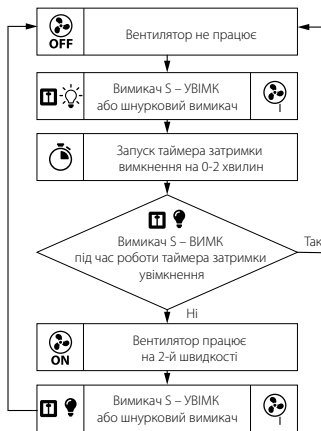 OFF
Вентилятор не працює
Вимикач S – УВІМК
або шнурковий вимикач
I
Запуск таймера затримки
вимкнення на 0-2 хвилин
Вимикач S – ВИМК
під час роботи таймера затримки
увімкнення
Так
Ні
ON
Вентилятор працює
на 2-й швидкості
Вимикач S – УВІМК
або шнурковий вимикач
I